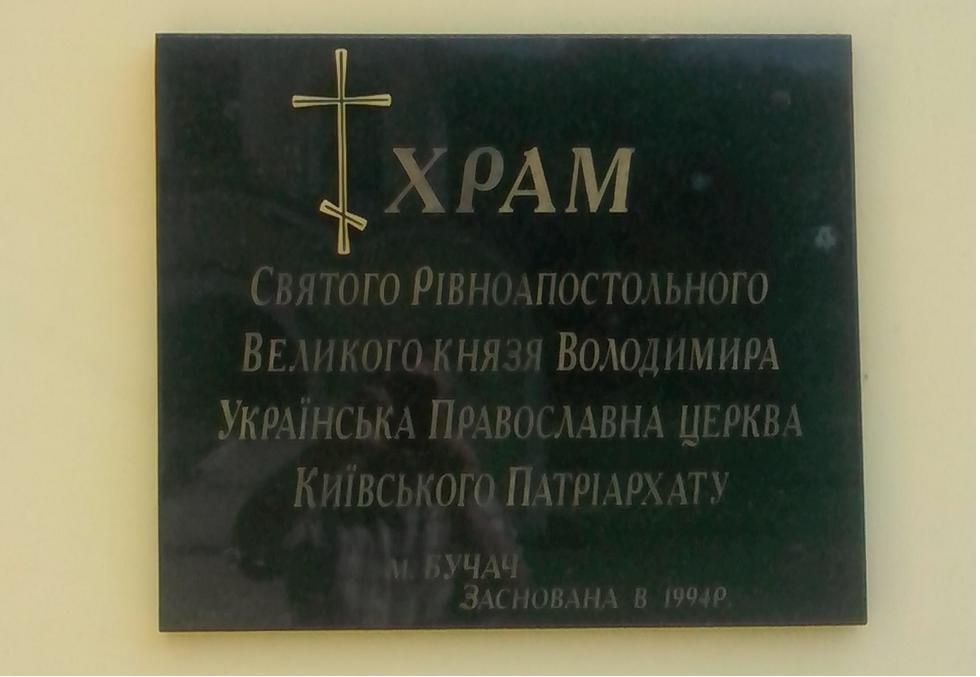 ХРАМ
Святого Рівноапостольного
Великого князя Володимира
Українська Православна церква
Київського Патріархату
м. Бучач
Заснована в 1994р.